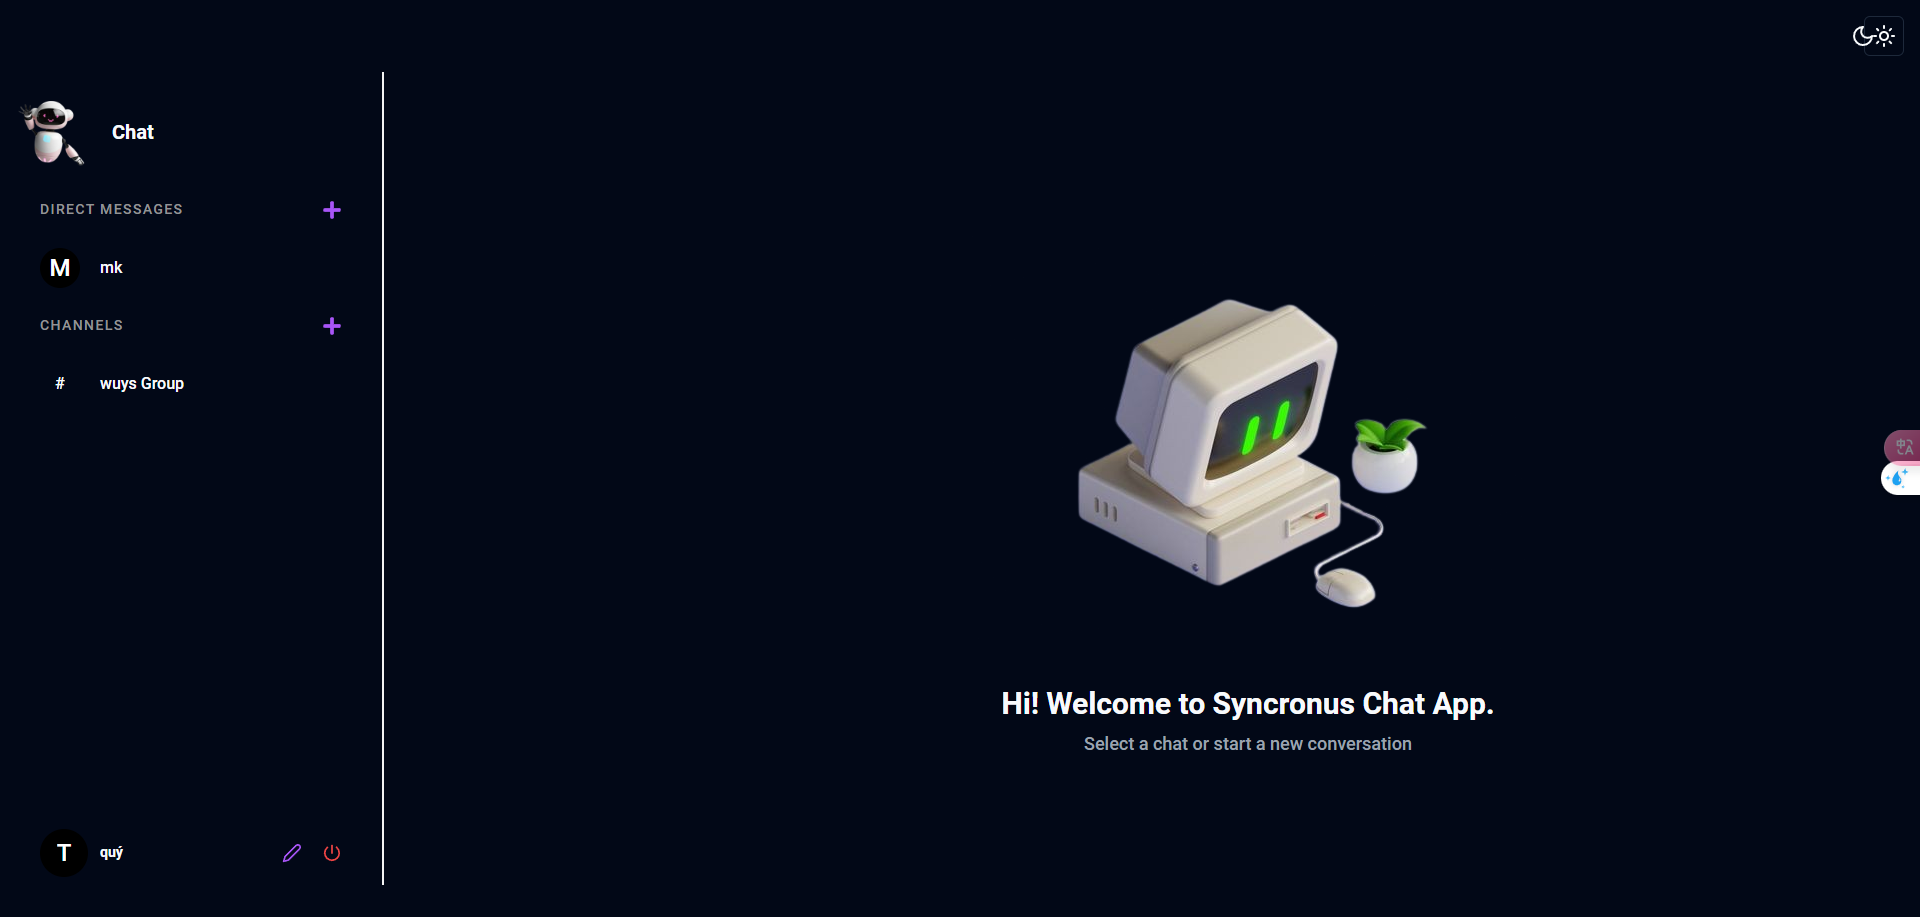 Chat
DIRECT MESSAGES
M mk
CHANNELS
# wuys Group
Hi! Welcome to Syncronus Chat App.
Select a chat or start a new conversation
T quý